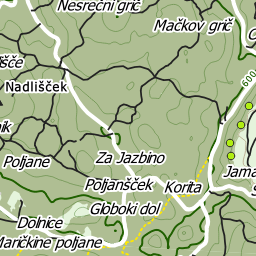 Nesrečni grič
Mačkov grič
Nadlišček
600
Poljane
Za Jazbino
Poljanšček
Korita
Globoki dol
Dolnice
Maričkine poljane